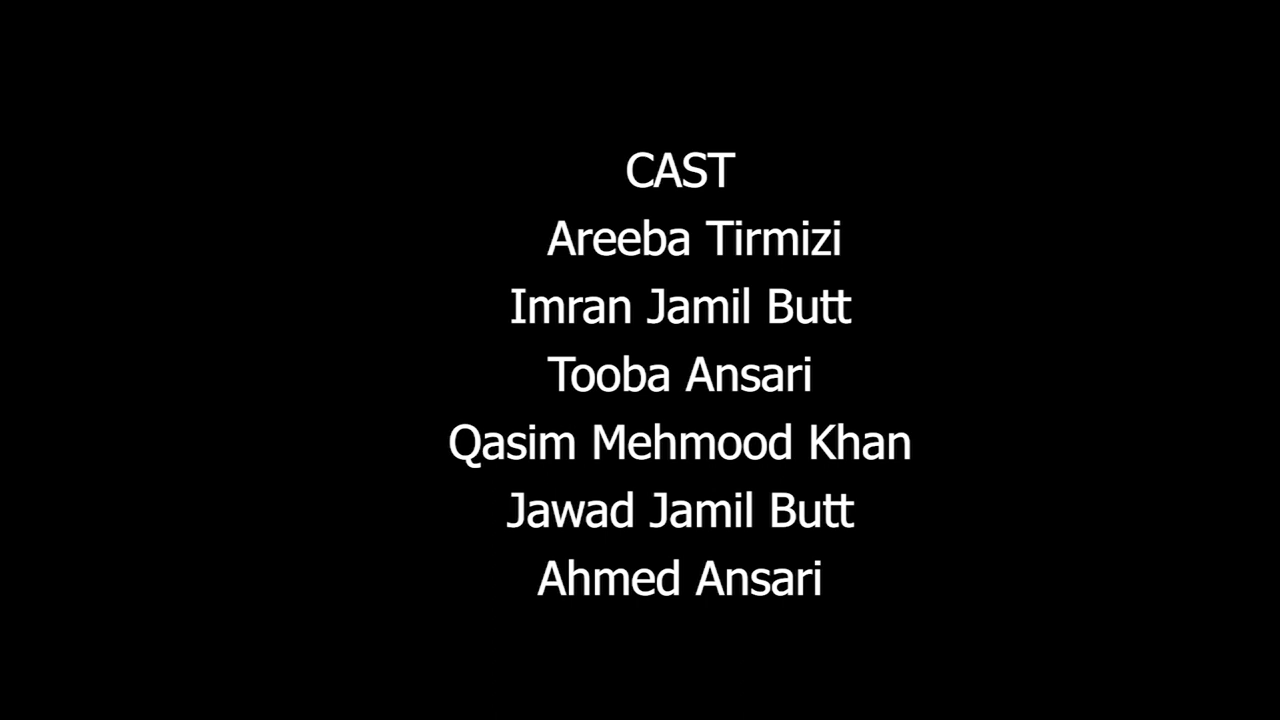 CAST
Areeba Tirmizi
Imran Jamil Butt
Tooba Ansari
Qasim Mehmood Khan
Jawad Jamil Butt
Ahmed Ansari